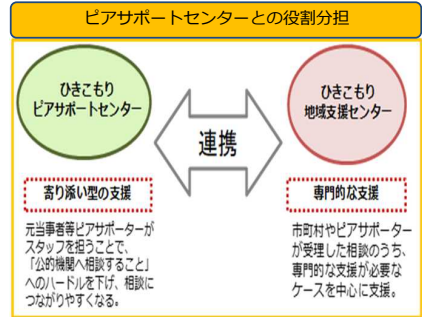 ピアサポートセンターとの役割分担
ひきこもり
ピアサポートセンター
連携
ひきこもり
地域支援センター
寄り添い型の支援
元当事者等ピアサポーターが
スタッフを担うことで、
「公的機関へ相談すること」
へのハードルを下げ、相談に
つながりやすくなる。
専門的な支援
市町村やピアサポーター
が受理した相談のうち、
専門的な支援が必要な
ケースを中心に支援。